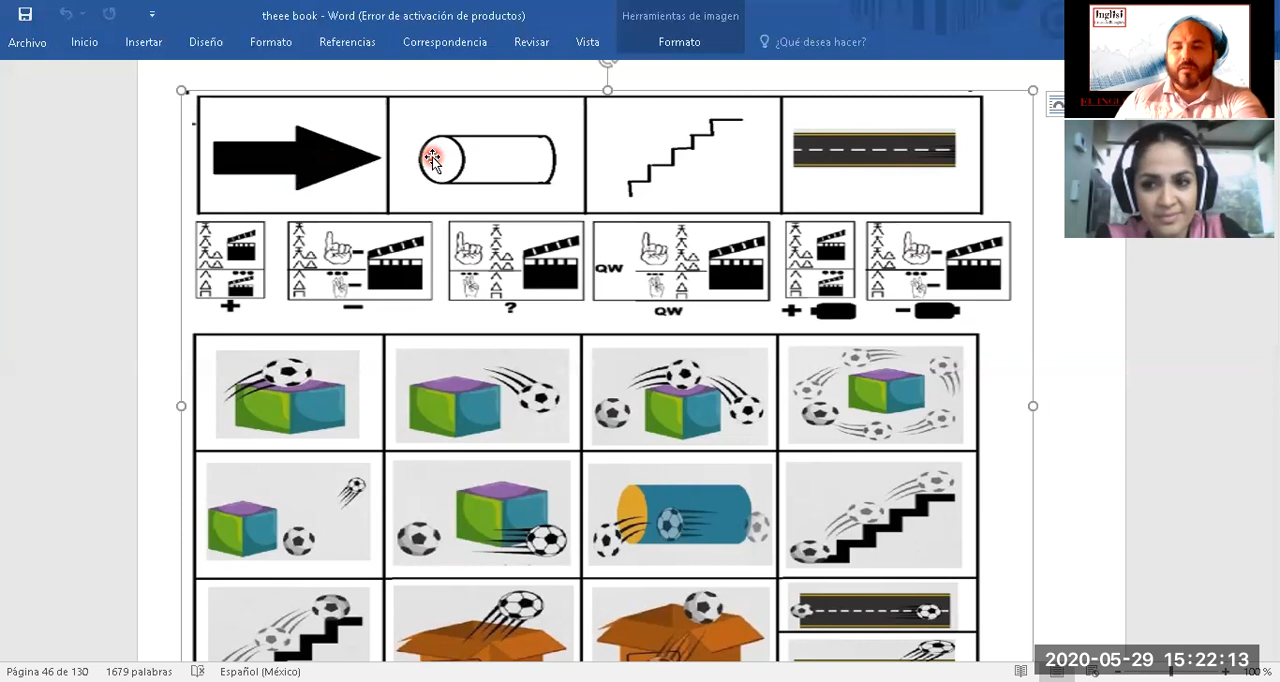 theee book - Word (Error de activación de productos)
Herramientas de imagen
Archivo Inicio Insertar Diseño Formato Referencias Correspondencia Revisar Vista Formato ¿Qué desea hacer?
Inglisi
QW
+ − ? QW + −
Página 46 de 130 1679 palabras Español (México) 100 %
2020-05-29 15:22:13